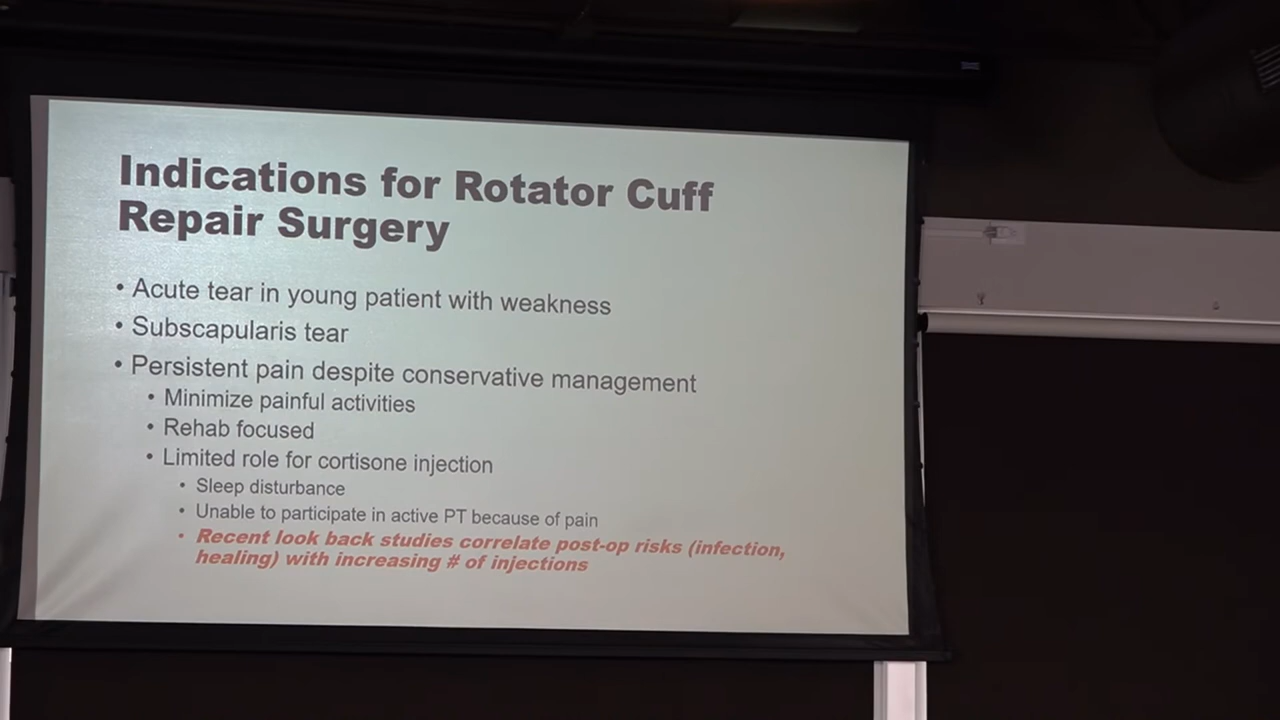 Indications for Rotator Cuff
Repair Surgery
• Acute tear in young patient with weakness
• Subscapularis tear
• Persistent pain despite conservative management
• Minimize painful activities
• Rehab focused
• Limited role for cortisone injection
• Sleep disturbance
• Unable to participate in active PT because of pain
• Recent look back studies correlate post-op risks (infection,
healing) with increasing # of injections